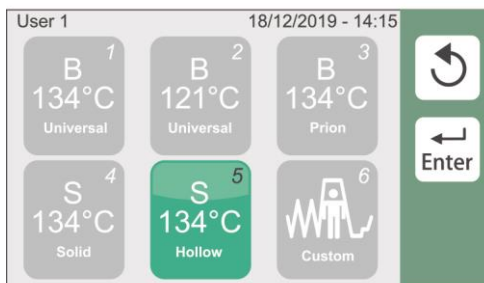 User 1 18/12/2019 - 14:15
1
B
134°C
Universal
2
B
121°C
Universal
3
B
134°C
Prion
4
S
134°C
Solid
5
S
134°C
Hollow
6
Custom
Enter